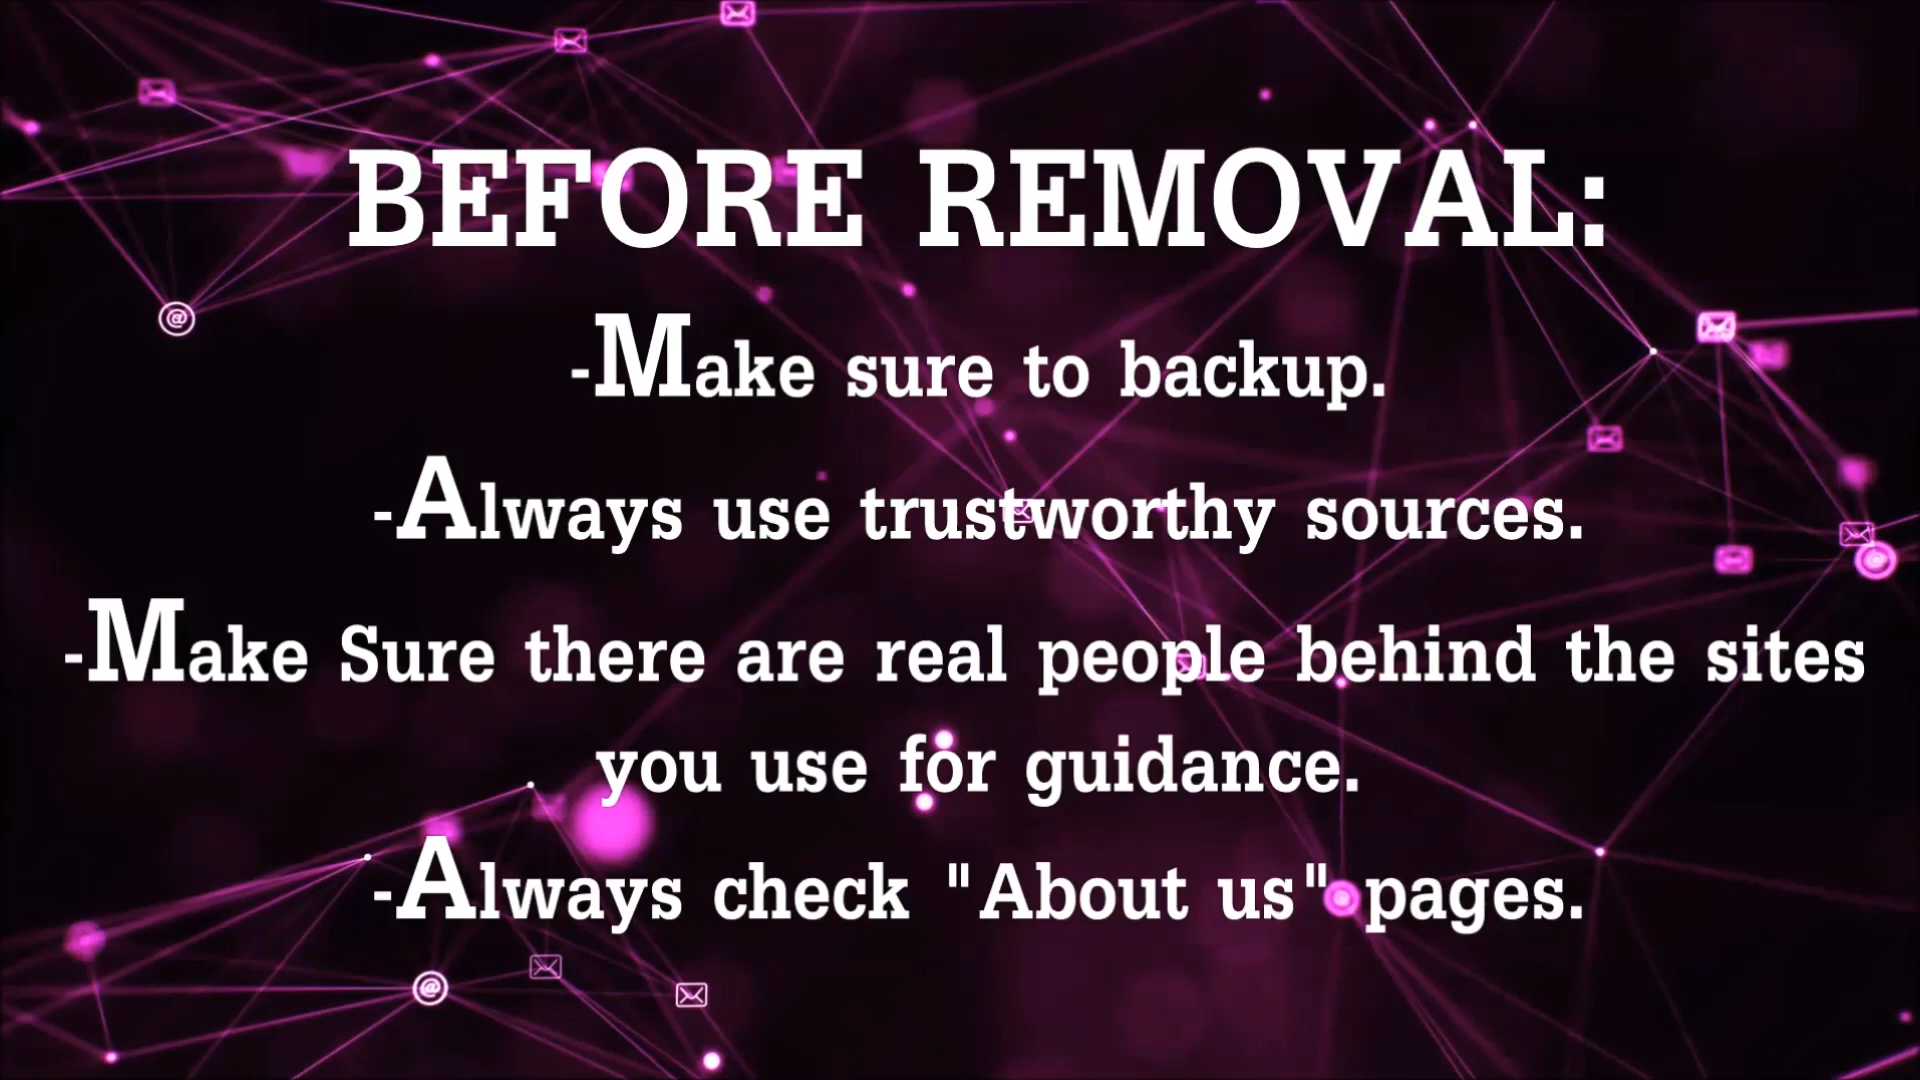 BEFORE REMOVAL:
-Make sure to backup.
-Always use trustworthy sources.
-Make Sure there are real people behind the sites
you use for guidance.
-Always check "About us" pages.